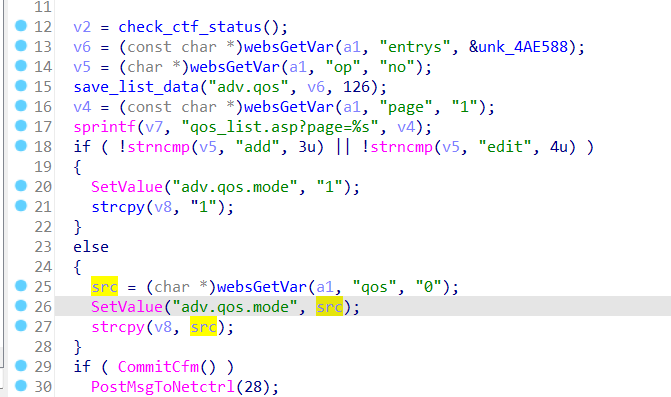 11
12 v2 = check_ctf_status();
13 v6 = (const char *)websGetVar(a1, "entrys", &unk_4AE588);
14 v5 = (char *)websGetVar(a1, "op", "no");
15 save_list_data("adv.qos", v6, 126);
16 v4 = (const char *)websGetVar(a1, "page", "1");
17 sprintf(v7, "qos_list.asp?page=%s", v4);
18 if ( !strncmp(v5, "add", 3u) || !strncmp(v5, "edit", 4u) )
19 {
20 SetValue("adv.qos.mode", "1");
21 strcpy(v8, "1");
22 }
23 else
24 {
25 src = (char *)websGetVar(a1, "qos", "0");
26 SetValue("adv.qos.mode", src);
27 strcpy(v8, src);
28 }
29 if ( CommitCfm() )
30 PostMsgToNetctrl(28);